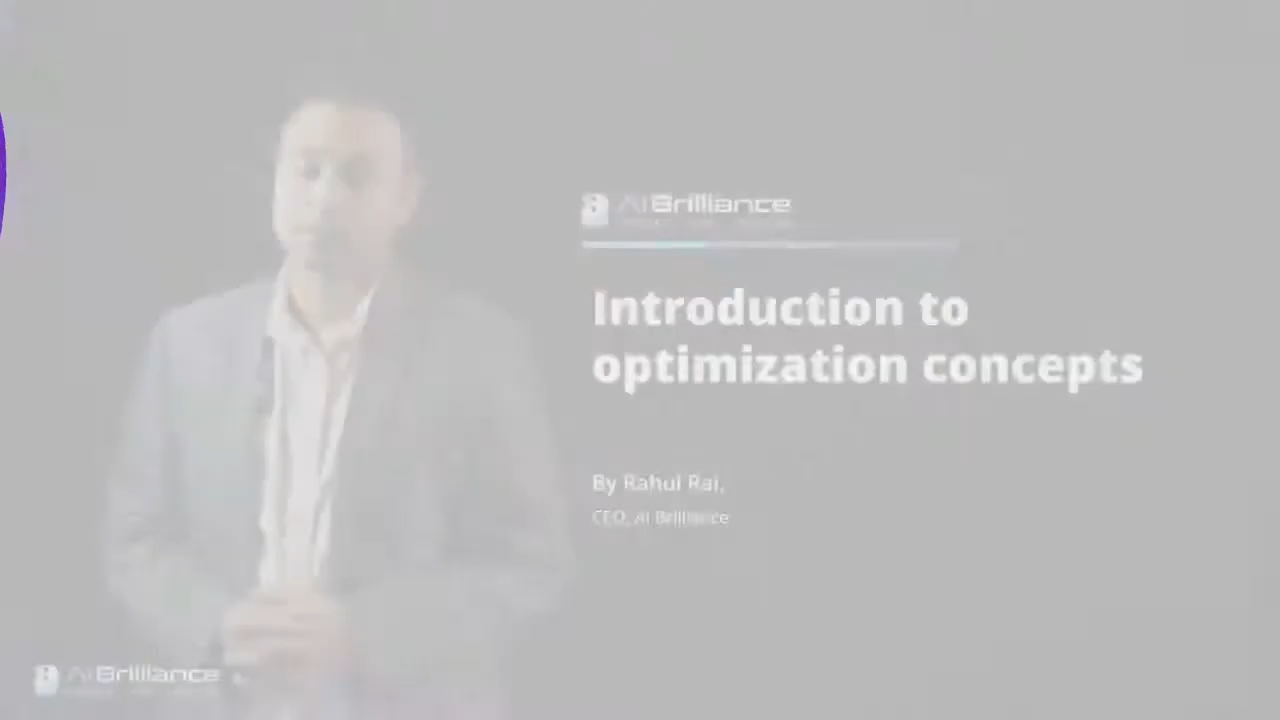 AI Brilliance
Introduction to
optimization concepts
By Rahul Rai,
CEO, AI Brilliance
AI Brilliance